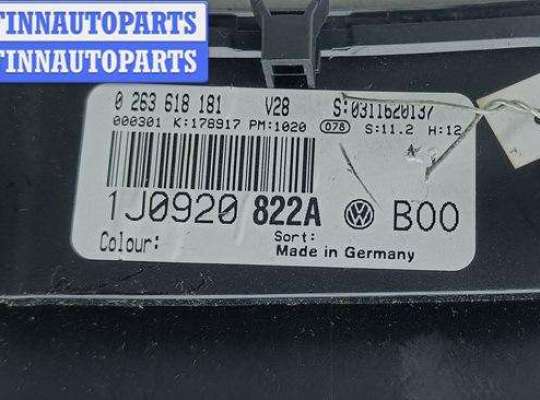 FINNAUTOPARTS
FINNAUTOPARTS
0 263 618 181 V28 S:0311620137
000301 K:178917 PM:1020 078 S:11.2 H:12
1J0920 822A VW B00
Colour: Sort:
Made in Germany